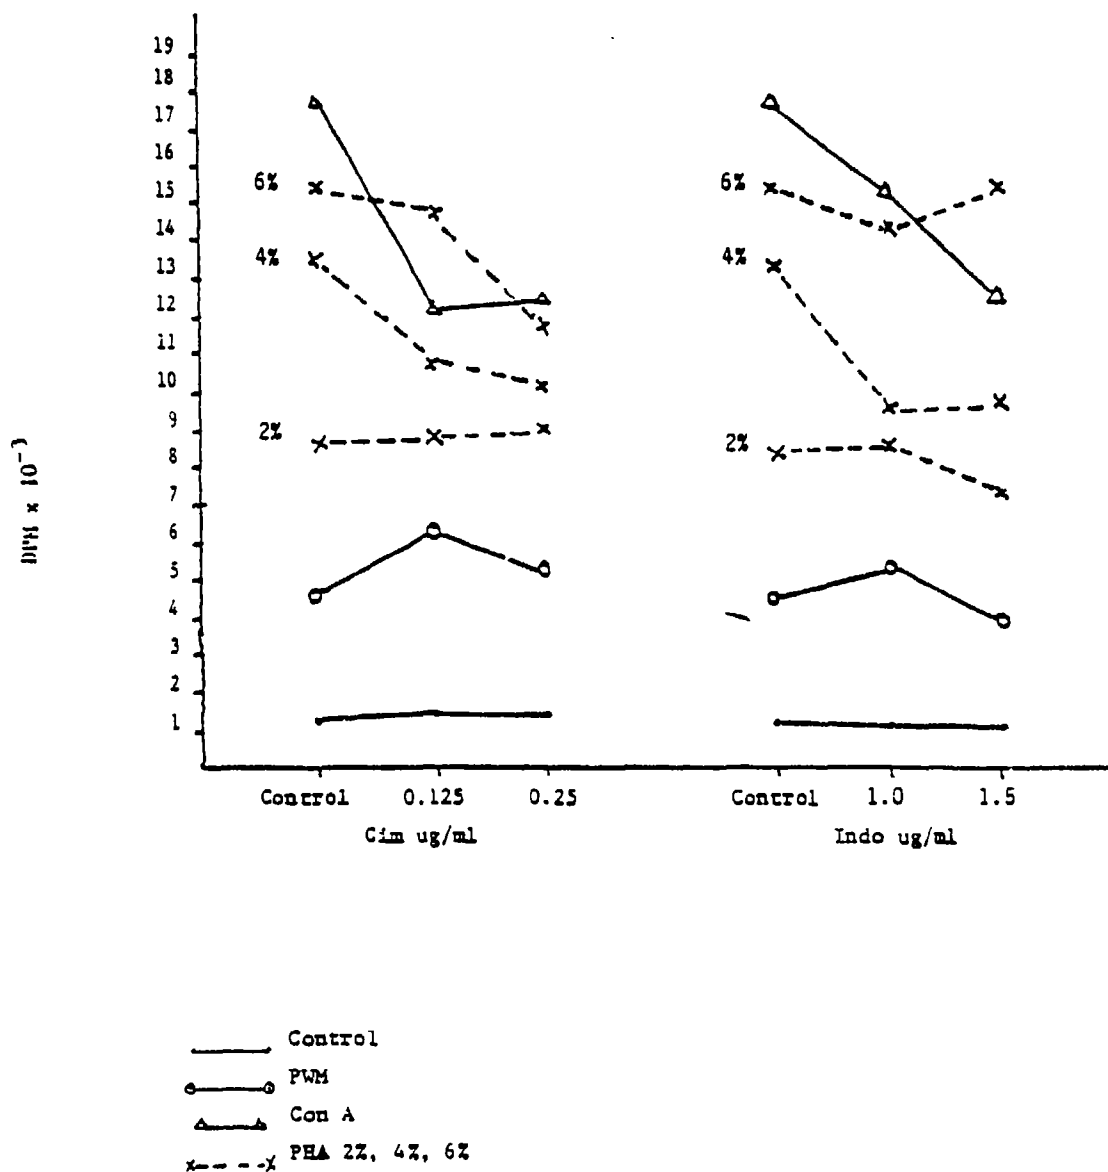 DPM x 10⁻³
19
18
17
16
15
14
13
12
11
10
9
8
7
6
5
4
3
2
1
6%
4%
2%
6%
4%
2%
Control 0.125 0.25
Cim ug/ml
Control 1.0 1.5
Indo ug/ml
Control
PWM
Con A
PHA 2%, 4%, 6%